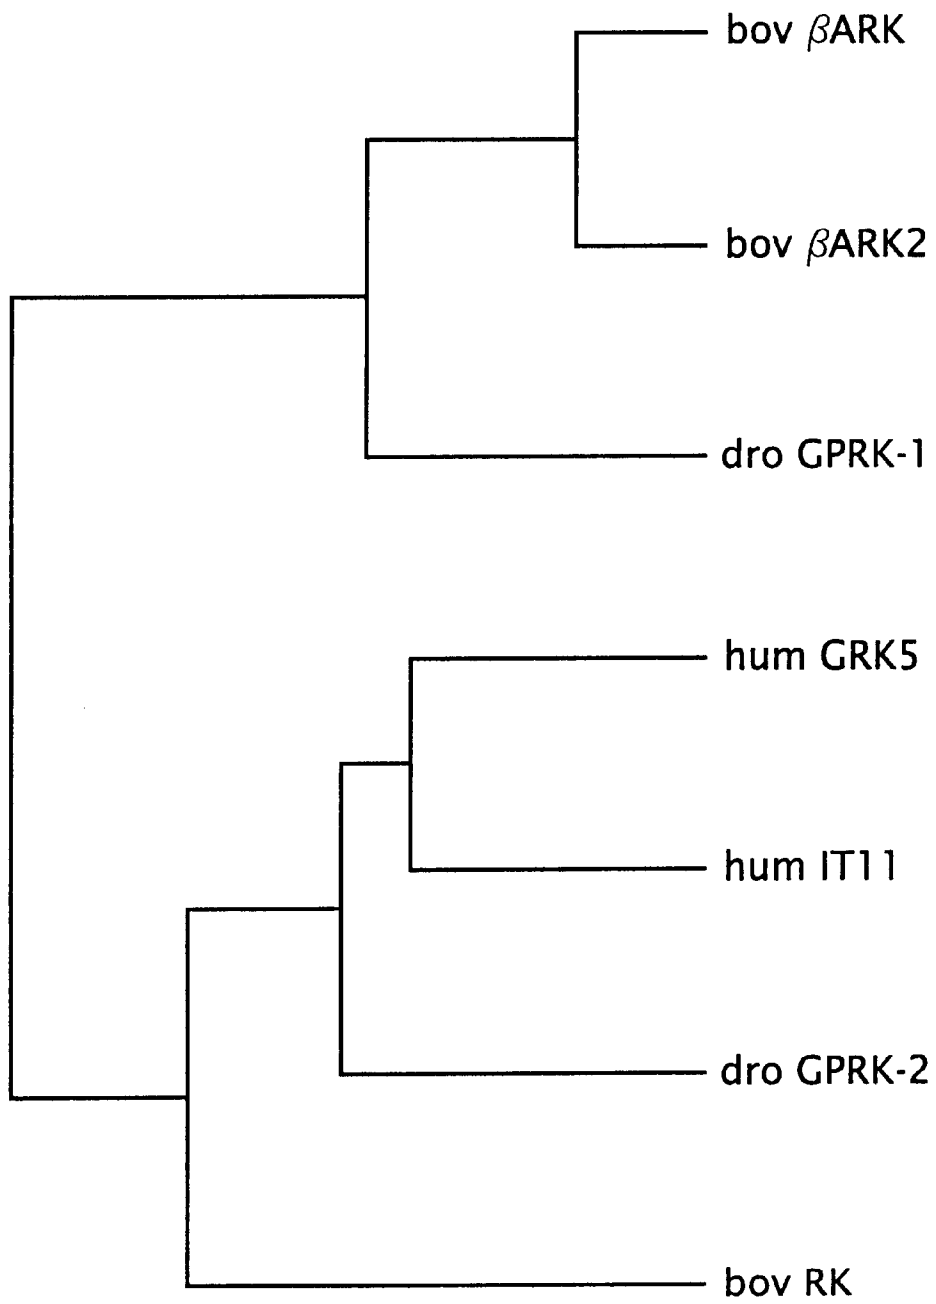 bov βARK
bov βARK2
dro GPRK-1
hum GRK5
hum IT11
dro GPRK-2
bov RK